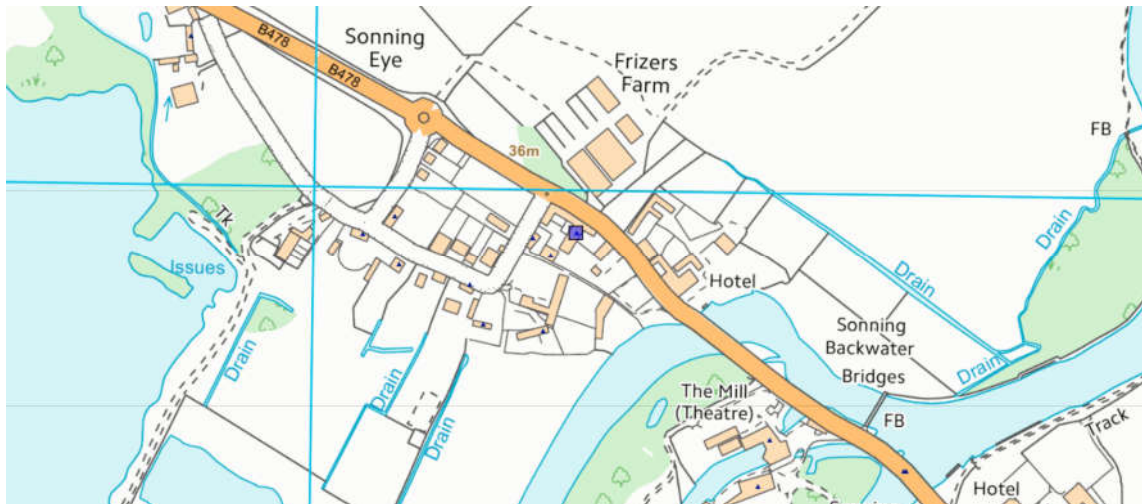 B478
B478
Sonning
Eye
Frizers
Farm
36m
FB
Tk
Issues
Drain
Drain
Drain
Drain
Drain
Drain
Hotel
Sonning
Backwater
Bridges
The Mill
(Theatre)
FB
Track
Hotel